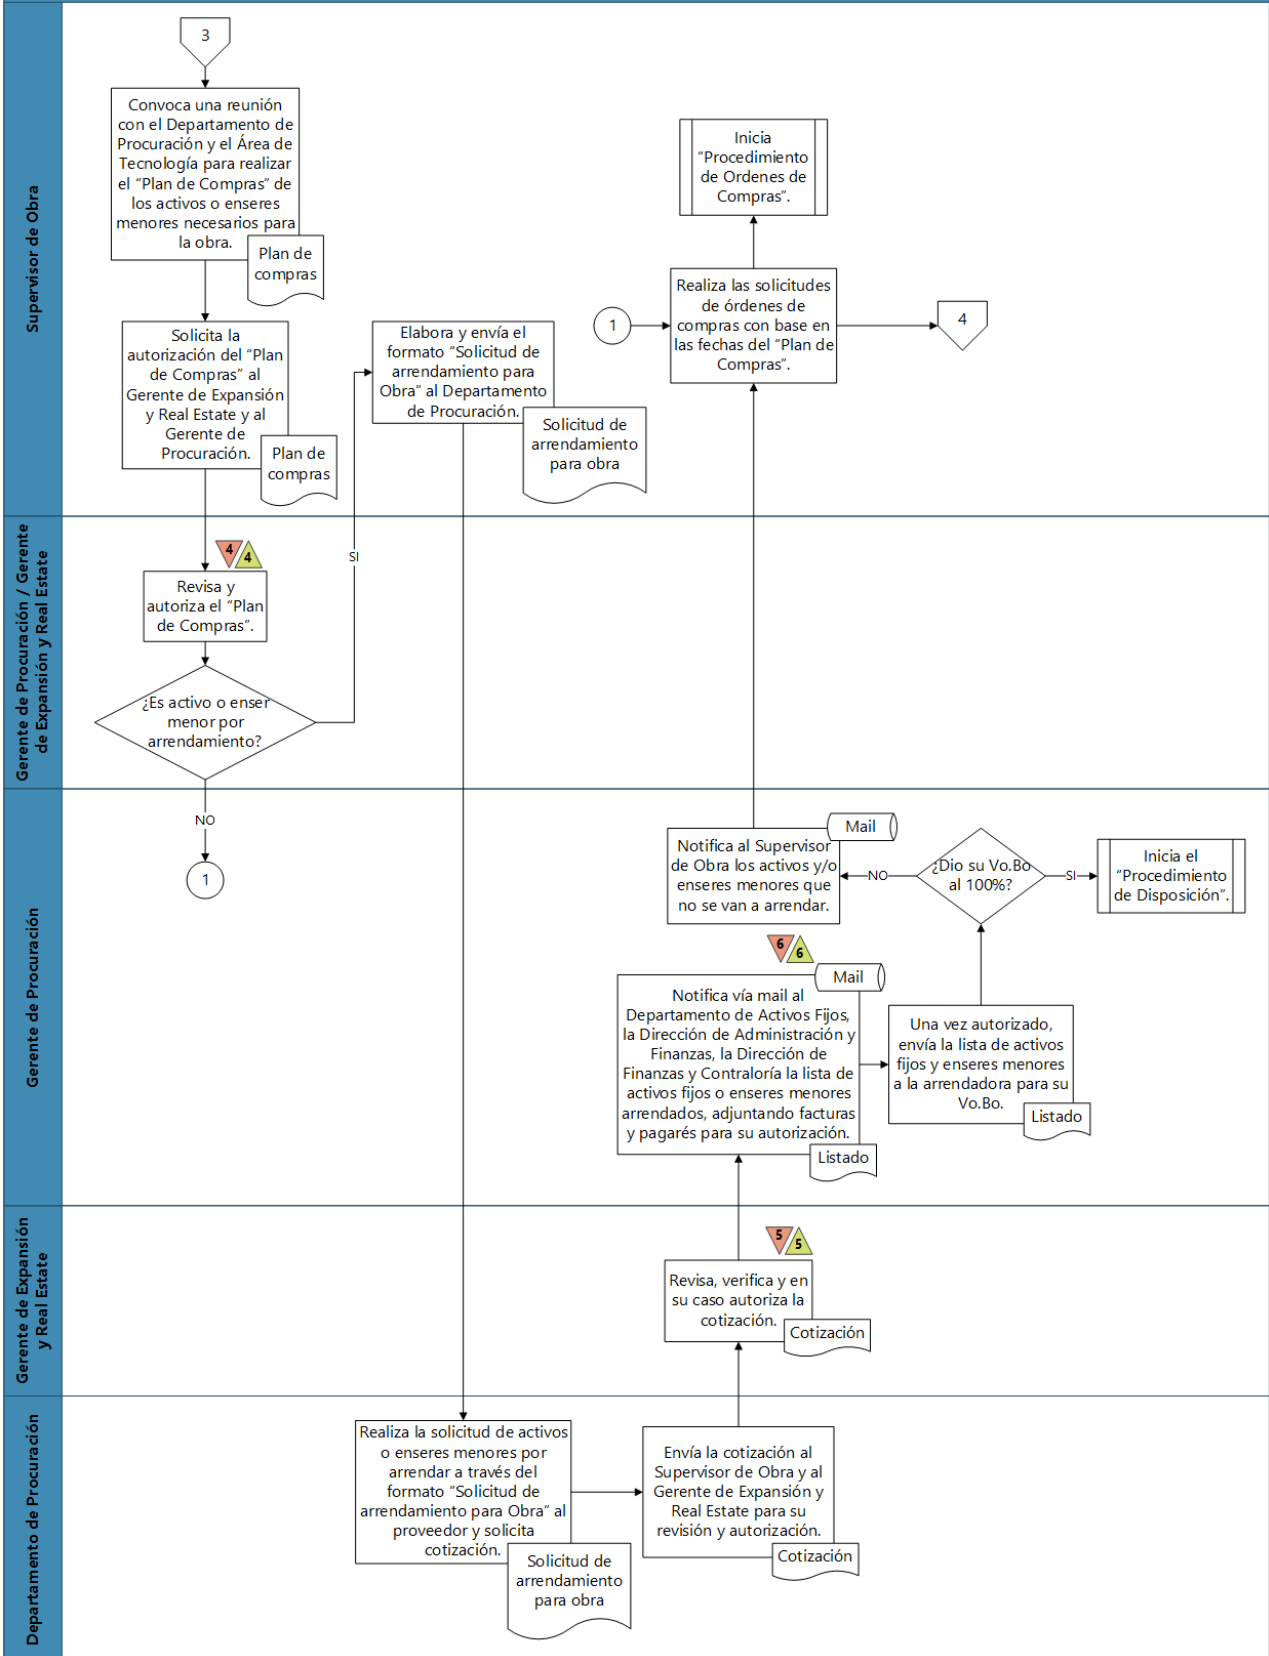 Supervisor de Obra
3
Convoca una reunión
con el Departamento de
Procuración y el Área de
Tecnología para realizar
el “Plan de Compras” de
los activos o enseres
menores necesarios para
la obra.
Plan de
compras
Solicita la
autorización del “Plan
de Compras” al
Gerente de Expansión
y Real Estate y al
Gerente de
Procuración.
Plan de
compras
Elabora y envía el
formato “Solicitud de
arrendamiento para
Obra” al Departamento
de Procuración.
Solicitud de
arrendamiento
para obra
Inicia
“Procedimiento
de Ordenes de
Compras”.
1
Realiza las solicitudes
de órdenes de
compras con base en
las fechas del “Plan de
Compras”.
4
Gerente de Procuración / Gerente
de Expansión y Real Estate
4
4
Revisa y
autoriza el “Plan
de Compras”.
¿Es activo o enser
menor por
arrendamiento?
SI
Gerente de Procuración
NO
1
Mail
Notifica al Supervisor
de Obra los activos y/o
enseres menores que
no se van a arrendar.
NO
¿Dio su Vo.Bo
al 100%?
SI
Inicia el
“Procedimiento
de Disposición”.
6
6
Mail
Notifica vía mail al
Departamento de Activos Fijos,
la Dirección de Administración y
Finanzas, la Dirección de
Finanzas y Contraloría la lista de
activos fijos o enseres menores
arrendados, adjuntando facturas
y pagarés para su autorización.
Listado
Una vez autorizado,
envía la lista de activos
fijos y enseres menores
a la arrendadora para su
Vo.Bo.
Listado
Gerente de Expansión
y Real Estate
5
5
Revisa, verifica y en
su caso autoriza la
cotización.
Cotización
Departamento de Procuración
Realiza la solicitud de activos
o enseres menores por
arrendar a través del
formato “Solicitud de
arrendamiento para Obra” al
proveedor y solicita
cotización.
Solicitud de
arrendamiento
para obra
Envía la cotización al
Supervisor de Obra y al
Gerente de Expansión y
Real Estate para su
revisión y autorización.
Cotización